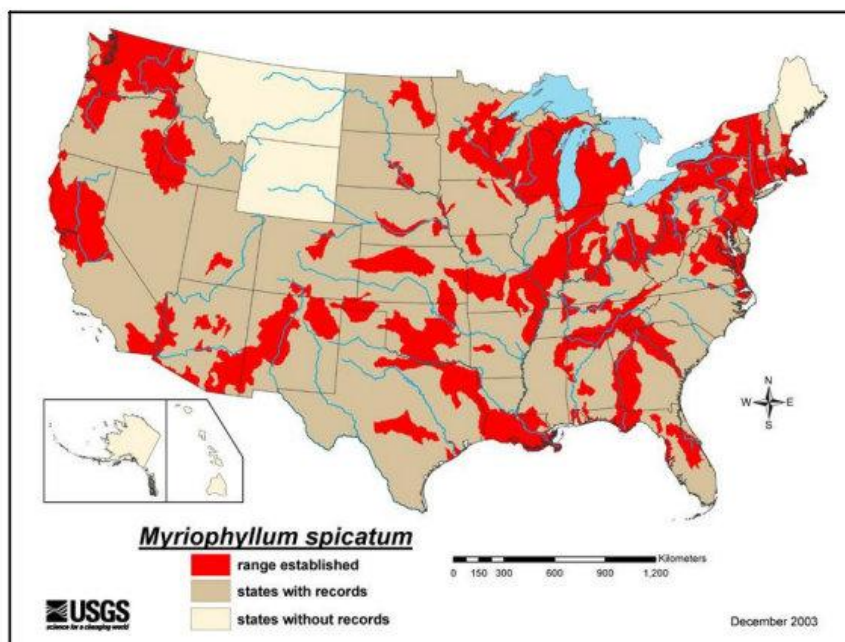 N
W E
S
Myriophyllum spicatum
range established
states with records
states without records
Kilometers
0 150 300 600 900 1,200
USGS
science for a changing world
December 2003